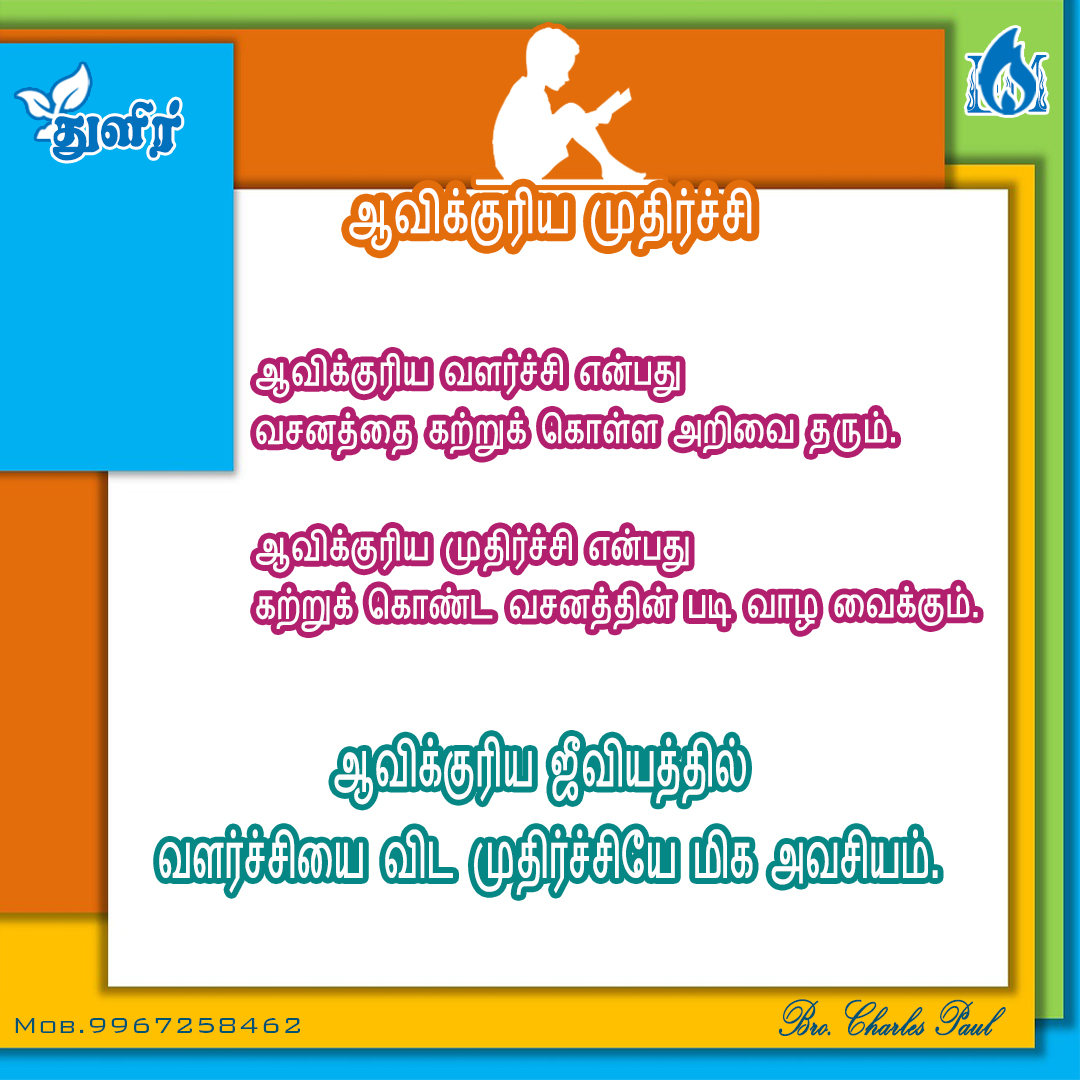 துளிர்
ஆவிக்குரிய முதிர்ச்சி
ஆவிக்குரிய வளர்ச்சி என்பது
வசனத்தை கற்றுக் கொள்ள அறிவை தரும்.
ஆவிக்குரிய முதிர்ச்சி என்பது
கற்றுக் கொண்ட வசனத்தின் படி வாழ வைக்கும்.
ஆவிக்குரிய ஜீவியத்தில்
வளர்ச்சியை விட முதிர்ச்சியே மிக அவசியம்.
Mob.9967258462
Bro. Charles Paul